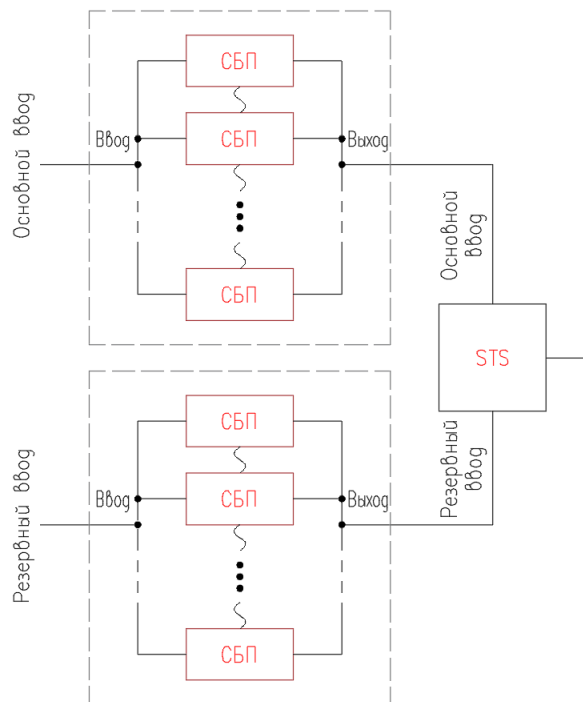 СБП
Ввод
СБП
Выход
Основной ввод
СБП
Основной
ввод
STS
СБП
Ввод
СБП
Выход
Резервный ввод
Резервный
ввод
СБП